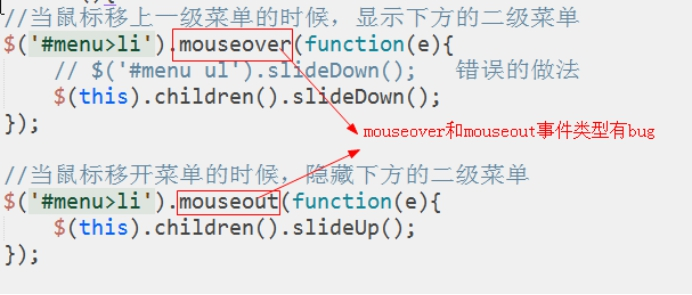 //当鼠标移上一级菜单的时候，显示下方的二级菜单
$('#menu>li').mouseover(function(e){
// $('#menu ul').slideDown();   错误的做法
$(this).children().slideDown();
});
mouseover和mouseout事件类型有bug
//当鼠标移开菜单的时候，隐藏下方的二级菜单
$('#menu>li').mouseout(function(e){
$(this).children().slideUp();
});